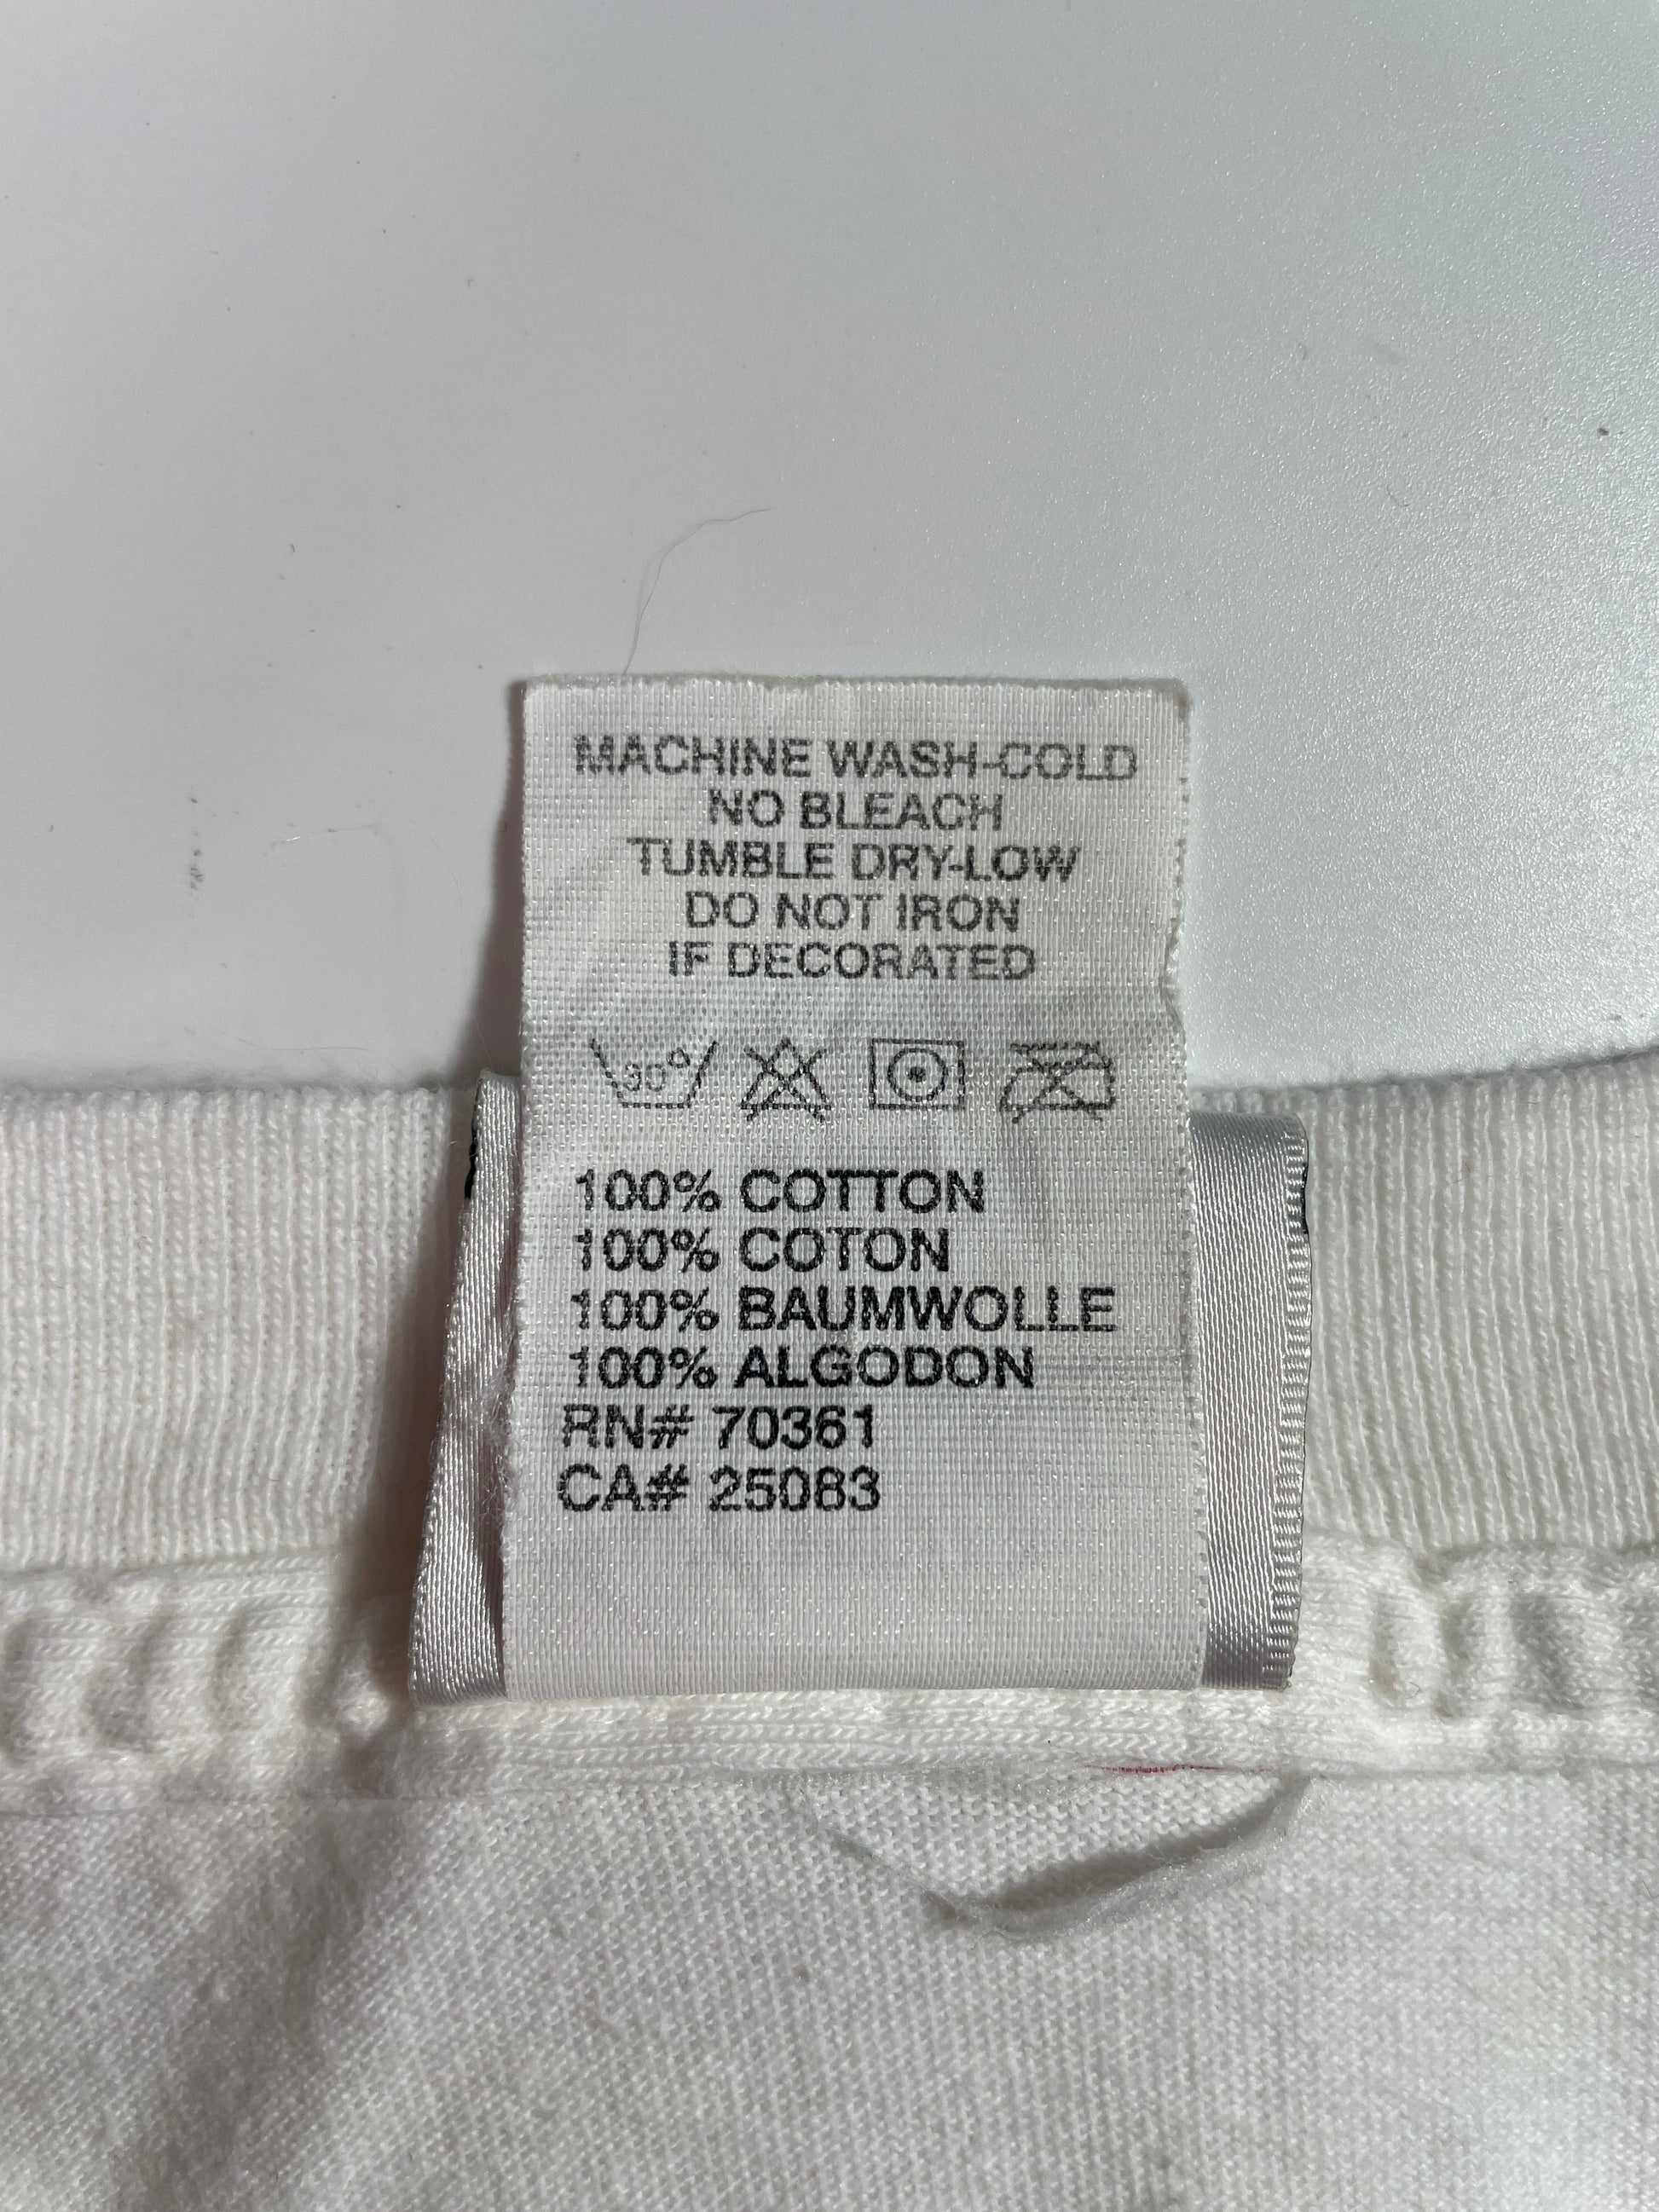 MACHINE WASH-COLD
NO BLEACH
TUMBLE DRY-LOW
DO NOT IRON
IF DECORATED
30°
100% COTTON
100% COTON
100% BAUMWOLLE
100% ALGODON
RN# 70361
CA# 25083